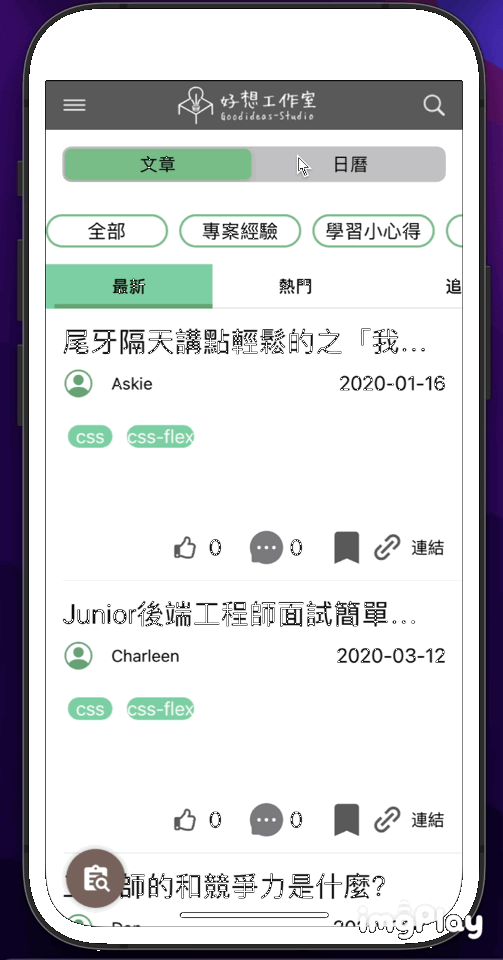 好想工作室
Goodideas-Studio
文章
日曆
全部
專案經驗
學習小心得
最新
熱門
追
尾牙隔天講點輕鬆的之「我...
Askie
2020-01-16
css
css-flex
0
0
連結
Junior後端工程師面試簡單...
Charleen
2020-03-12
css
css-flex
0
0
連結
師的和競爭力是什麼?
imgPlay